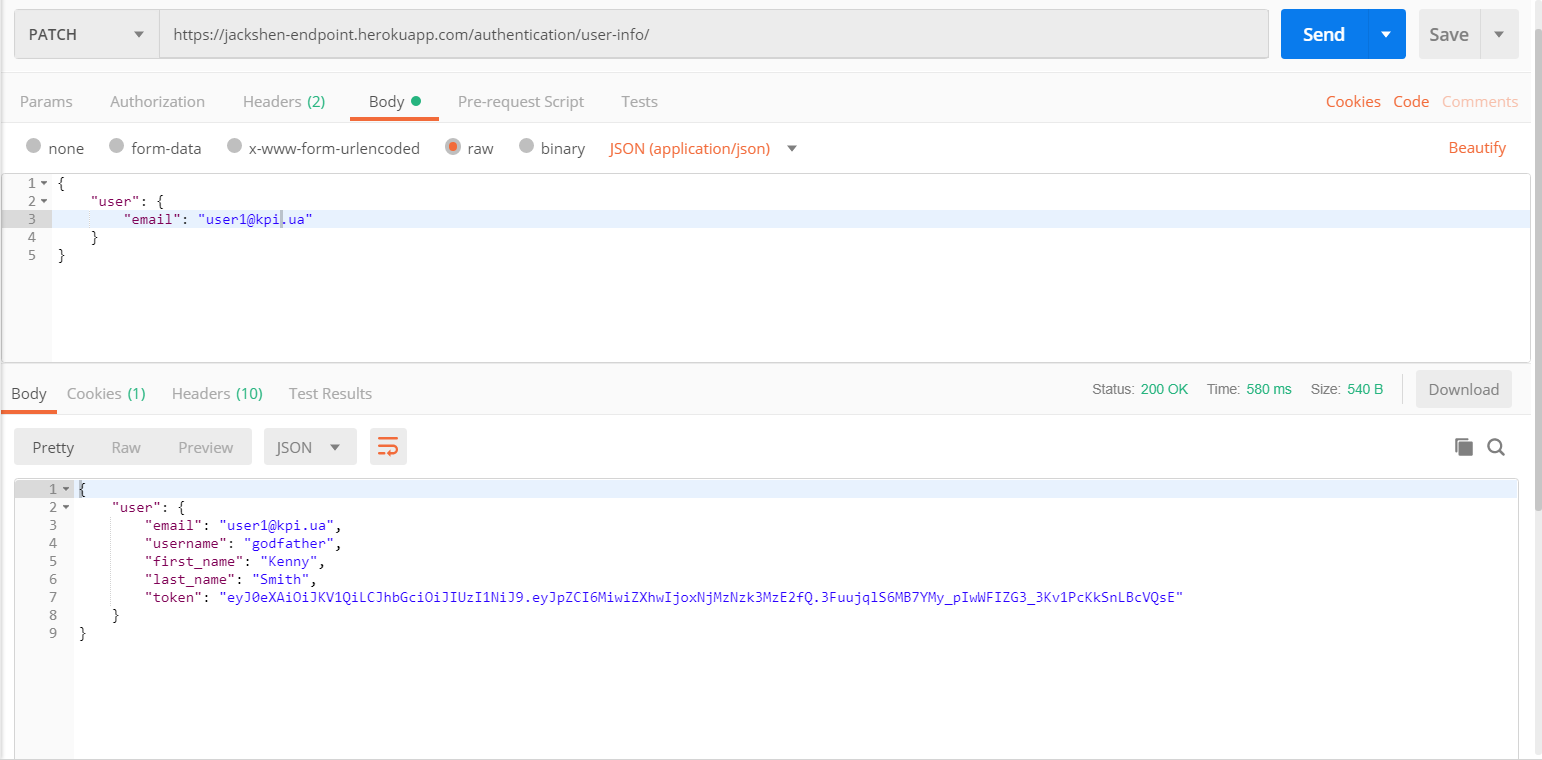 PATCH https://jackshen-endpoint.herokuapp.com/authentication/user-info/ Send Save
Params Authorization Headers (2) Body Pre-request Script Tests Cookies Code Comments
none form-data x-www-form-urlencoded raw binary JSON (application/json) Beautify
1 {
2 "user": {
3 "email": "user1@kpi.ua"
4 }
5 }
Body Cookies (1) Headers (10) Test Results Status: 200 OK Time: 580 ms Size: 540 B Download
Pretty Raw Preview JSON
1 {
2 "user": {
3 "email": "user1@kpi.ua",
4 "username": "godfather",
5 "first_name": "Kenny",
6 "last_name": "Smith",
7 "token": "eyJ0eXAiOiJKV1QiLCJhbGciOiJIUzI1NiJ9.eyJpZCI6MiwiZXhwIjoxNjMzNzk3MzE2fQ.3FuujqlS6MB7YMy_pIwWFIZG3_3Kv1PcKkSnLBcVQsE"
8 }
9 }